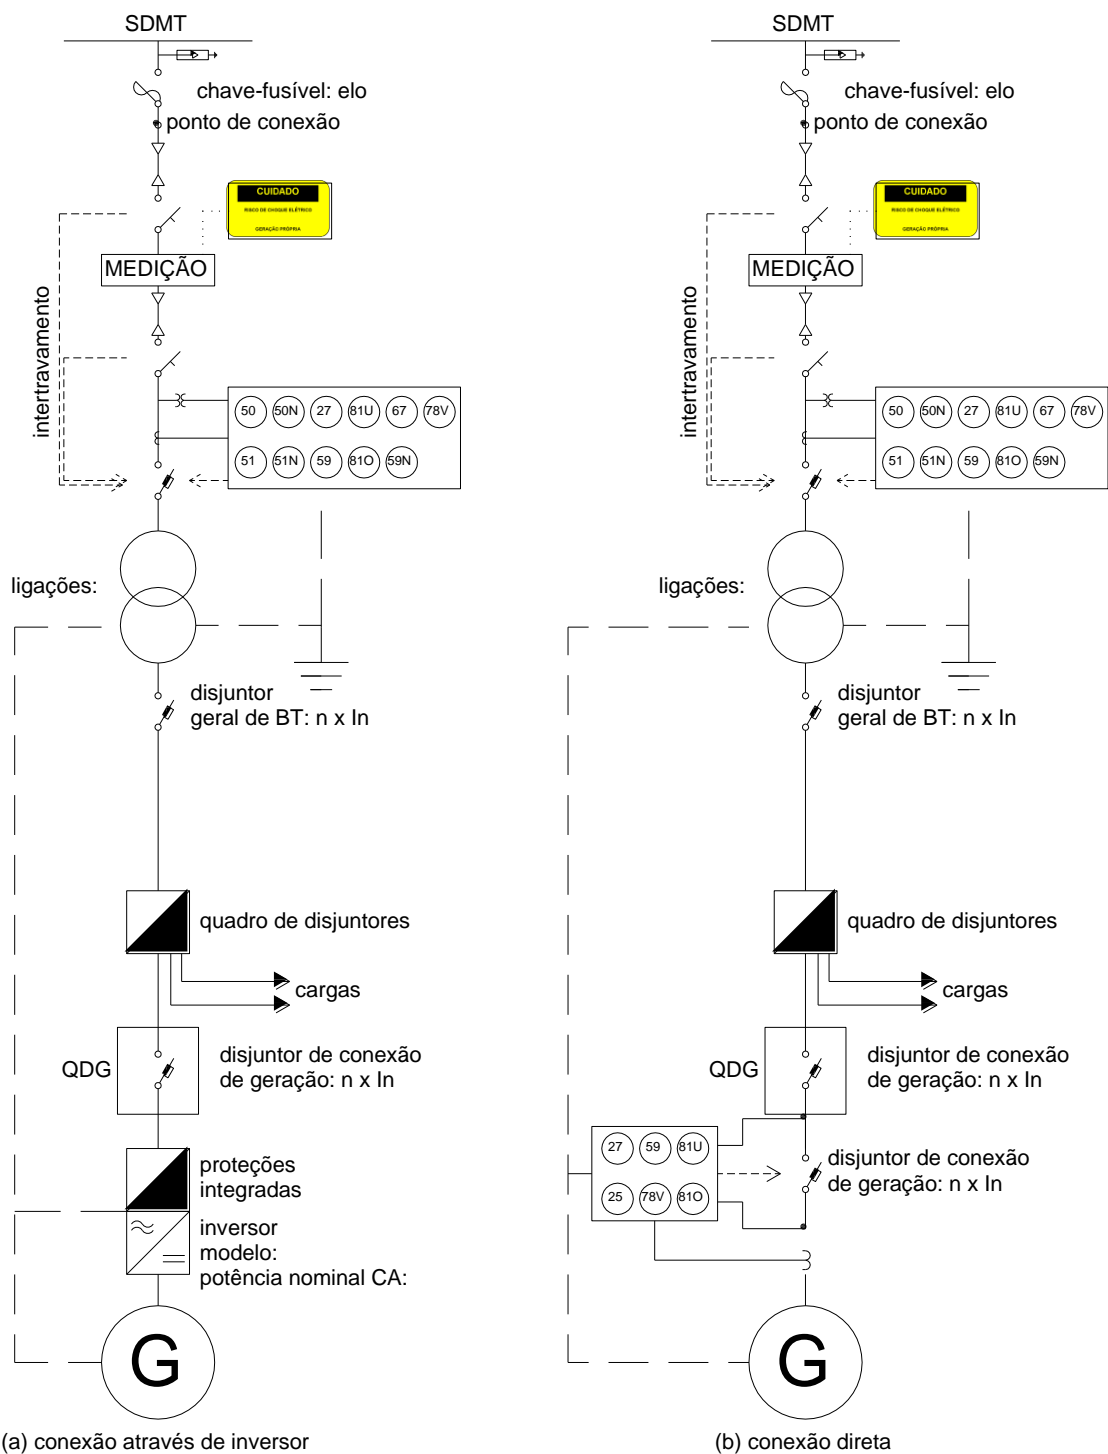 SDMT
chave-fusível: elo
ponto de conexão
CUIDADO
RISCO DE CHOQUE ELÉTRICO
GERAÇÃO PRÓPRIA
MEDIÇÃO
intertravamento
50 50N 27 81U 67 78V
51 51N 59 81O 59N
ligações:
disjuntor
geral de BT: n x In
quadro de disjuntores
cargas
QDG
disjuntor de conexão
de geração: n x In
proteções
integradas
inversor
modelo:
potência nominal CA:
G
(a) conexão através de inversor
SDMT
chave-fusível: elo
ponto de conexão
CUIDADO
RISCO DE CHOQUE ELÉTRICO
GERAÇÃO PRÓPRIA
MEDIÇÃO
intertravamento
50 50N 27 81U 67 78V
51 51N 59 81O 59N
ligações:
disjuntor
geral de BT: n x In
quadro de disjuntores
cargas
QDG
disjuntor de conexão
de geração: n x In
27 59 81U
25 78V 81O
disjuntor de conexão
de geração: n x In
G
(b) conexão direta